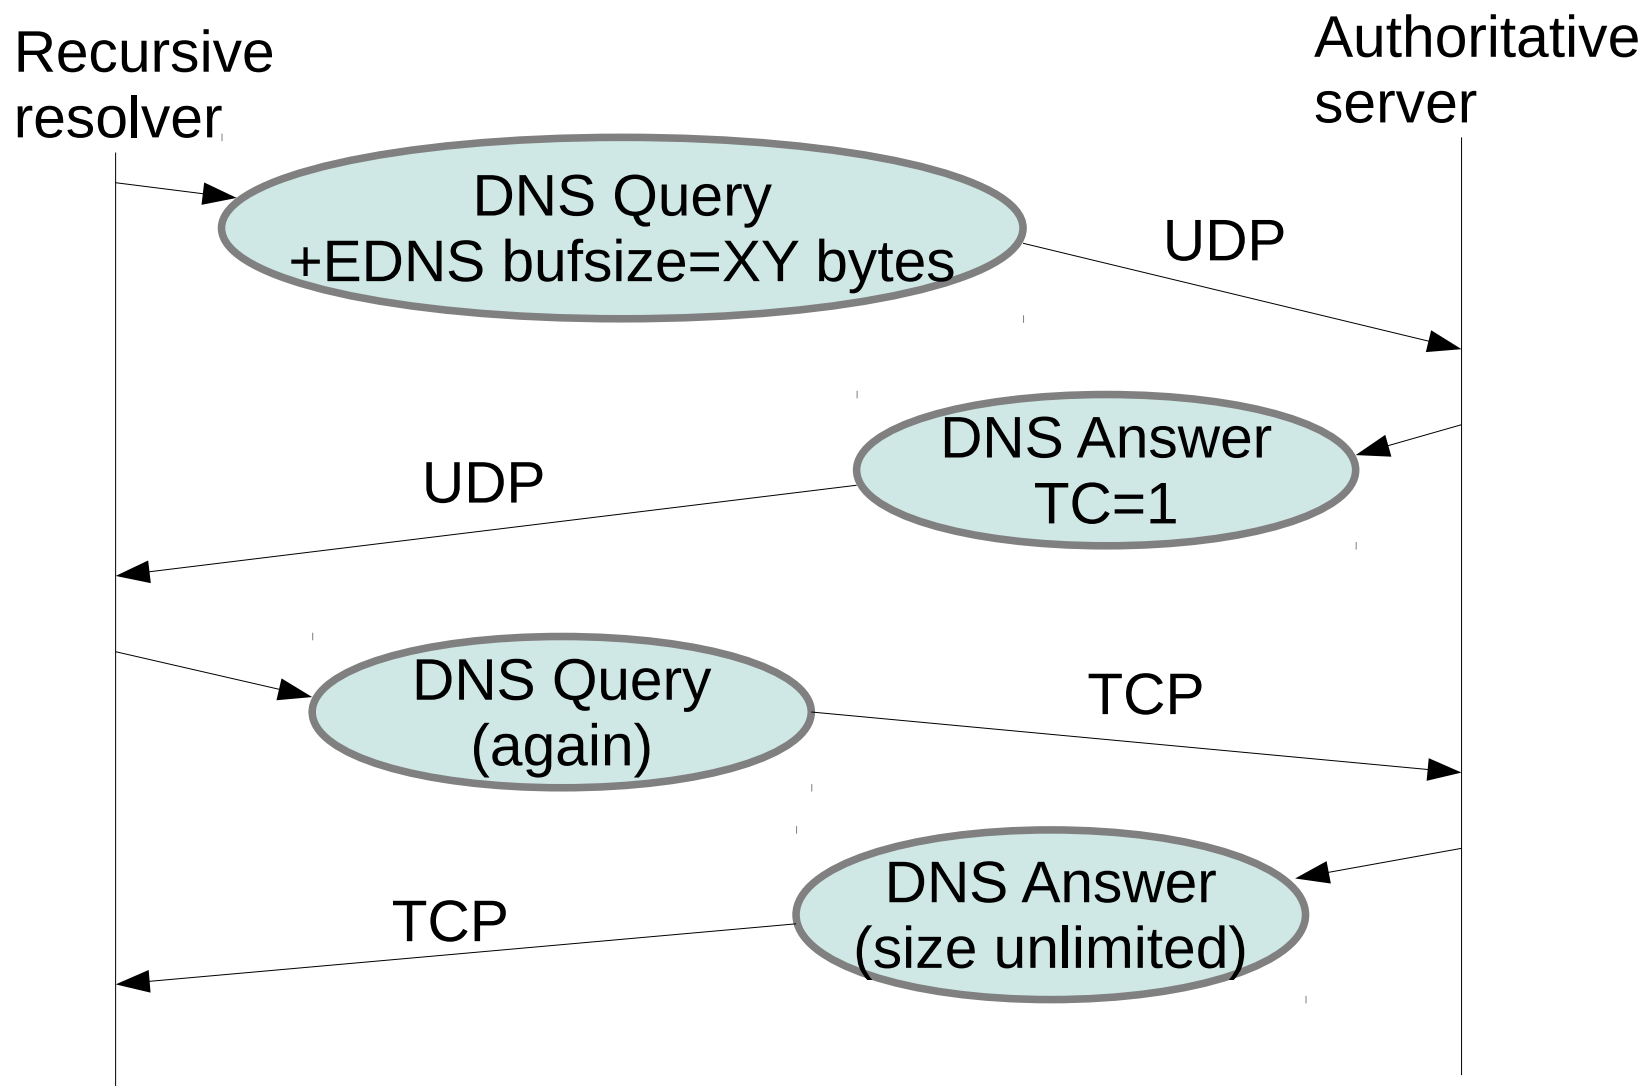 Recursive
resolver
Authoritative
server
DNS Query
+EDNS bufsize=XY bytes
UDP
DNS Answer
TC=1
UDP
DNS Query
(again)
TCP
DNS Answer
(size unlimited)
TCP